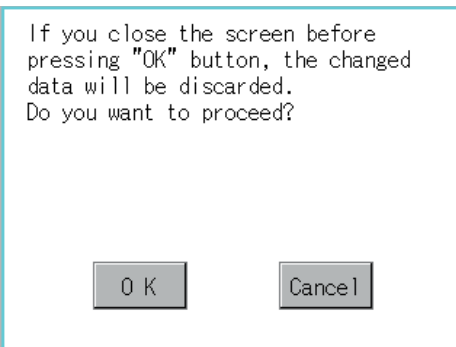 If you close the screen before
pressing "OK" button, the changed
data will be discarded.
Do you want to proceed?
O K
Cancel